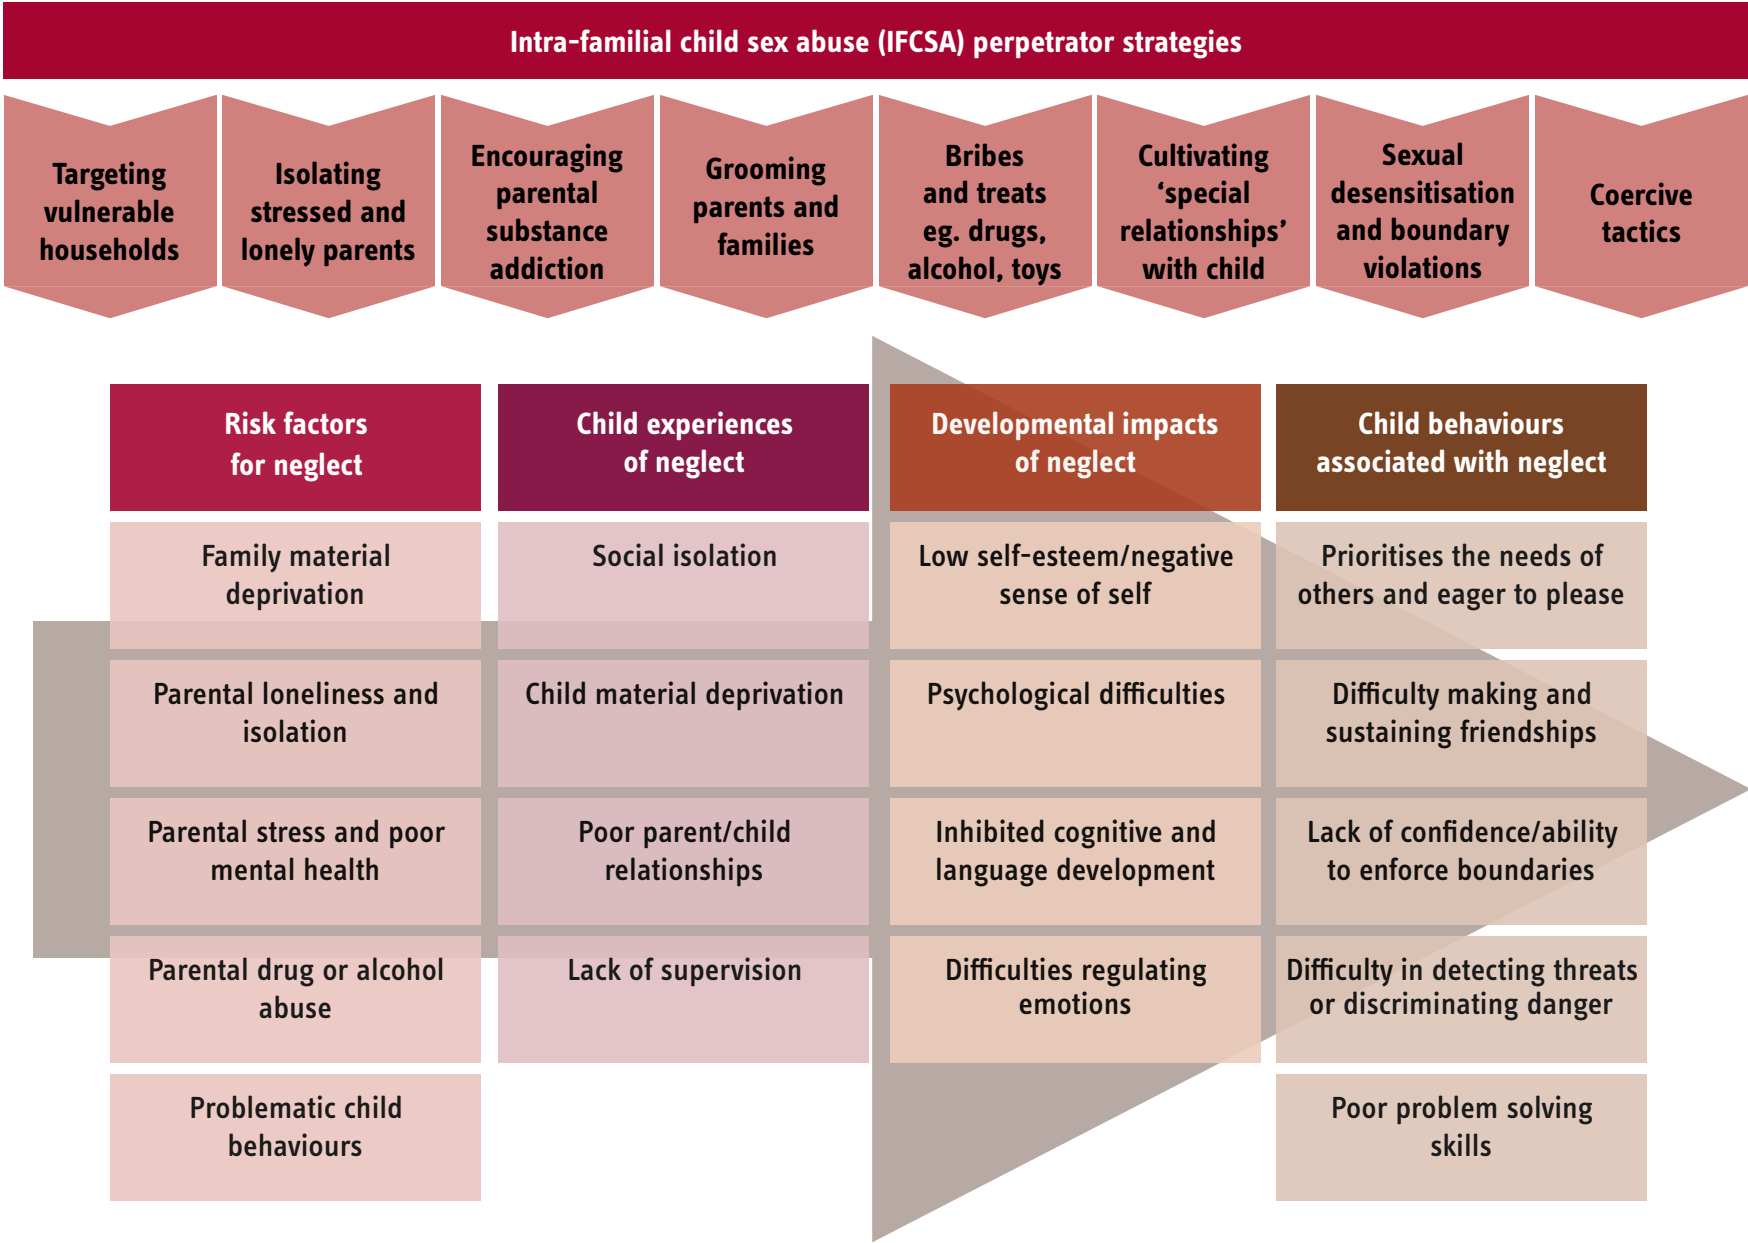 Intra-familial child sex abuse (IFCSA) perpetrator strategies
Targeting
vulnerable
households
Isolating
stressed and
lonely parents
Encouraging
parental
substance
addiction
Grooming
parents and
families
Bribes
and treats
eg. drugs,
alcohol, toys
Cultivating
‘special
relationships’
with child
Sexual
desensitisation
and boundary
violations
Coercive
tactics
Risk factors
for neglect
Family material
deprivation
Parental loneliness and
isolation
Parental stress and poor
mental health
Parental drug or alcohol
abuse
Problematic child
behaviours
Child experiences
of neglect
Social isolation
Child material deprivation
Poor parent/child
relationships
Lack of supervision
Developmental impacts
of neglect
Low self-esteem/negative
sense of self
Psychological difficulties
Inhibited cognitive and
language development
Difficulties regulating
emotions
Child behaviours
associated with neglect
Prioritises the needs of
others and eager to please
Difficulty making and
sustaining friendships
Lack of confidence/ability
to enforce boundaries
Difficulty in detecting threats
or discriminating danger
Poor problem solving
skills